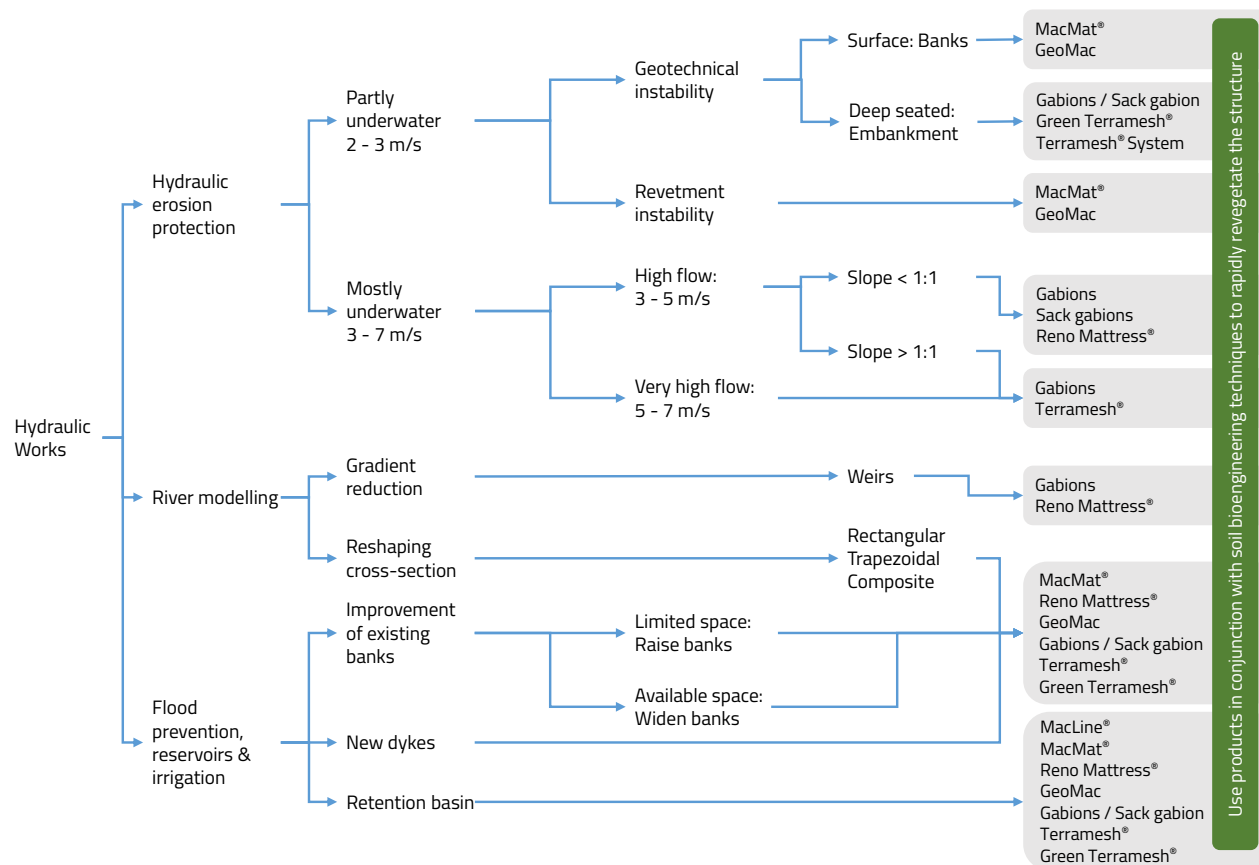 Hydraulic
Works
Hydraulic
erosion
protection
River modelling
Flood
prevention,
reservoirs &
irrigation
Partly
underwater
2 - 3 m/s
Mostly
underwater
3 - 7 m/s
Gradient
reduction
Reshaping
cross-section
Improvement
of existing
banks
New dykes
Retention basin
Geotechnical
instability
Revetment
instability
High flow:
3 - 5 m/s
Very high flow:
5 - 7 m/s
Limited space:
Raise banks
Available space:
Widen banks
Surface: Banks
Deep seated:
Embankment
Slope < 1:1
Slope > 1:1
Weirs
Rectangular
Trapezoidal
Composite
MacMat®
GeoMac
Gabions / Sack gabion
Green Terramesh®
Terramesh® System
MacMat®
GeoMac
Gabions
Sack gabions
Reno Mattress®
Gabions
Terramesh®
Gabions
Reno Mattress®
MacMat®
Reno Mattress®
GeoMac
Gabions / Sack gabion
Terramesh®
Green Terramesh®
MacLine®
MacMat®
Reno Mattress®
GeoMac
Gabions / Sack gabion
Terramesh®
Green Terramesh®
Use products in conjunction with soil bioengineering techniques to rapidly revegetate the structure